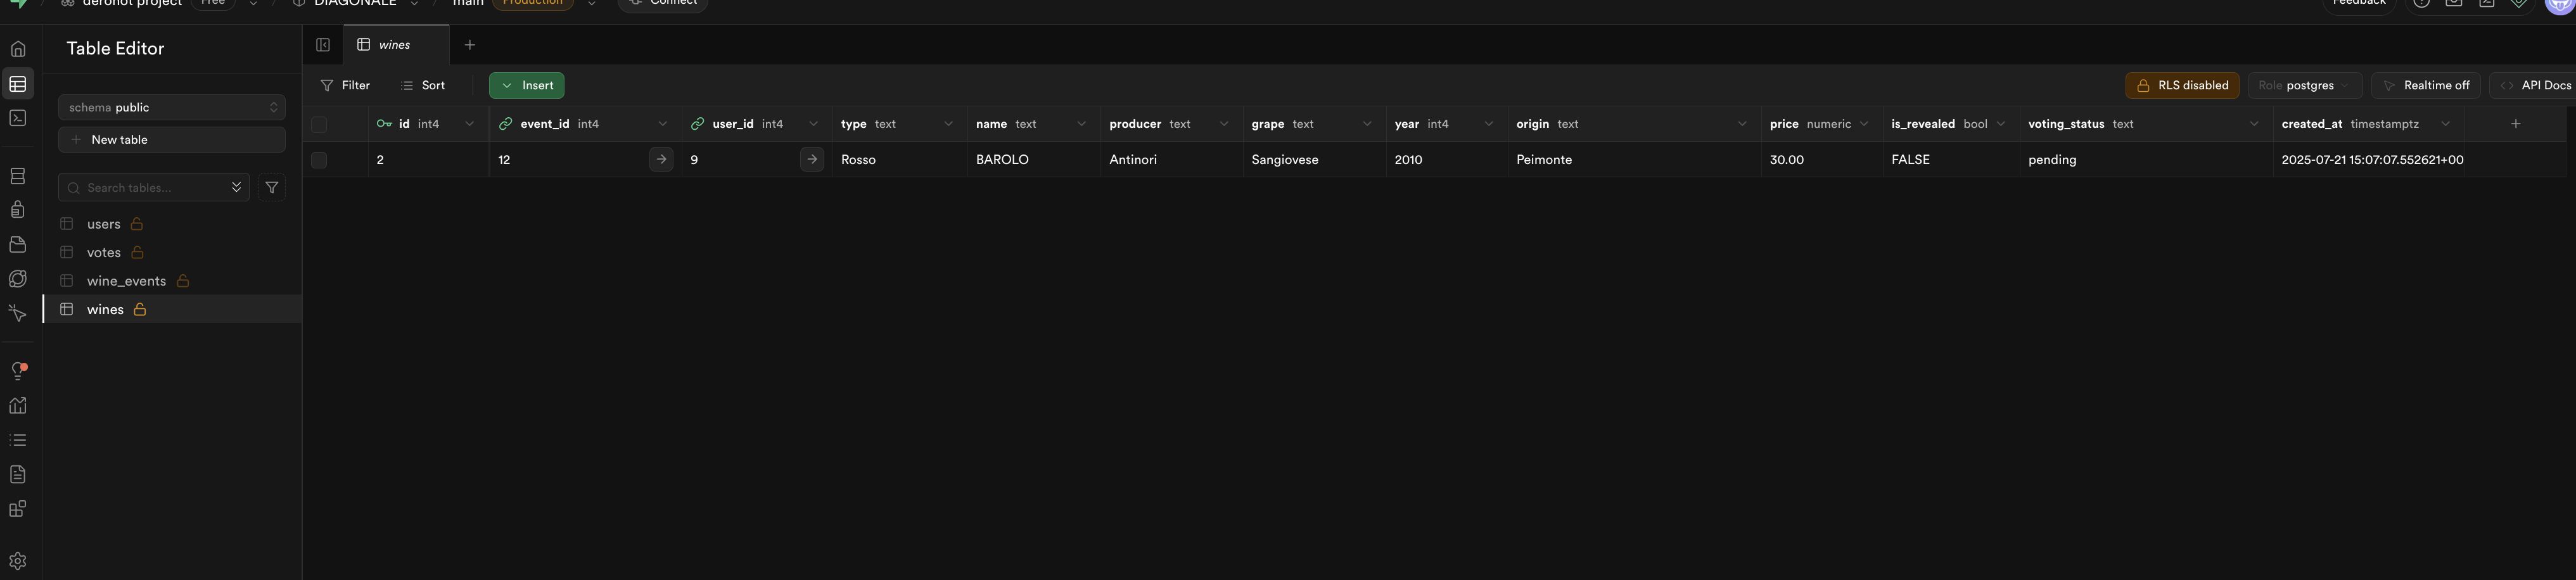 deronot project Free DIAGONALE main Production Connect Feedback
Table Editor
wines
schema public
New table
Search tables...
users
votes
wine_events
wines
Filter Sort Insert RLS disabled Role postgres Realtime off API Docs
id int4 event_id int4 user_id int4 type text name text producer text grape text year int4 origin text price numeric is_revealed bool voting_status text created_at timestamptz
2 12 9 Rosso BAROLO Antinori Sangiovese 2010 Peimonte 30.00 FALSE pending 2025-07-21 15:07:07.552621+00